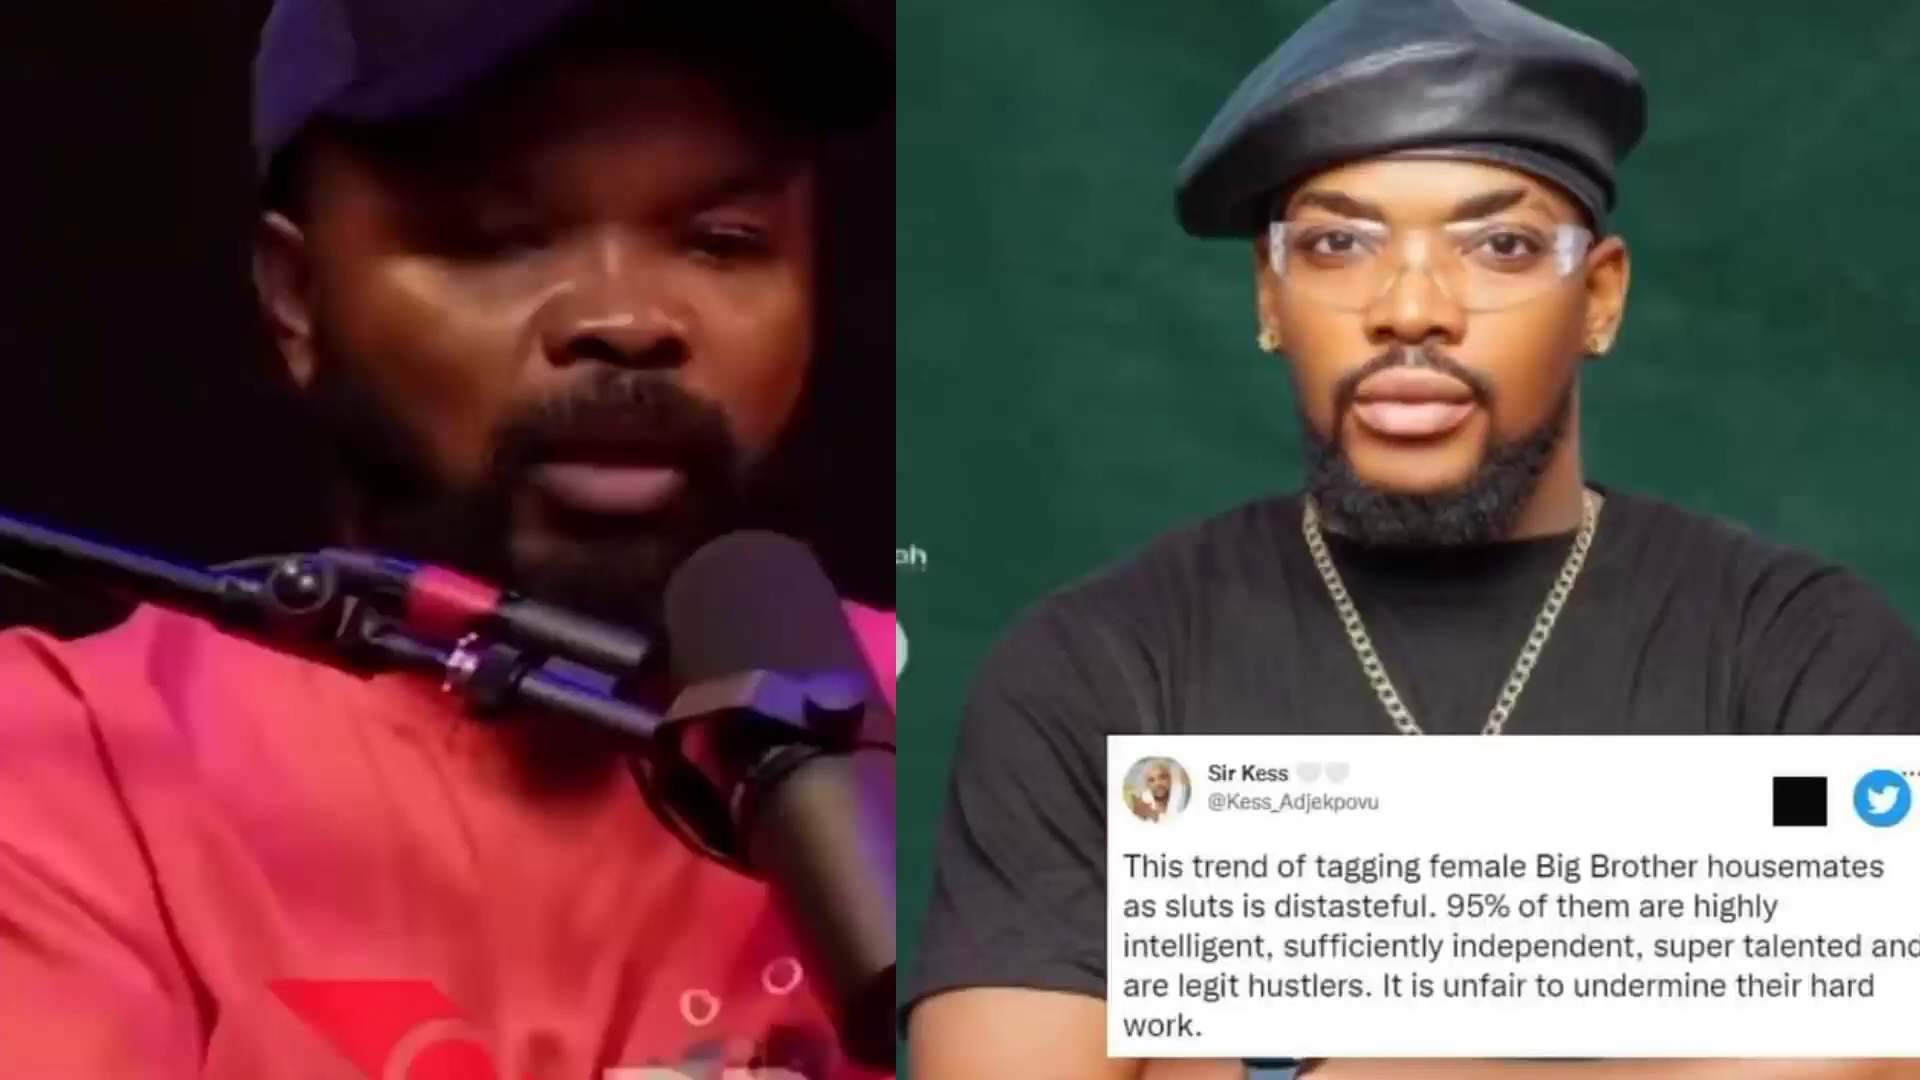 Sir Kess
@Kess_Adjekpovu
This trend of tagging female Big Brother housemates
as sluts is distasteful. 95% of them are highly
intelligent, sufficiently independent, super talented and
are legit hustlers. It is unfair to undermine their hard
work.